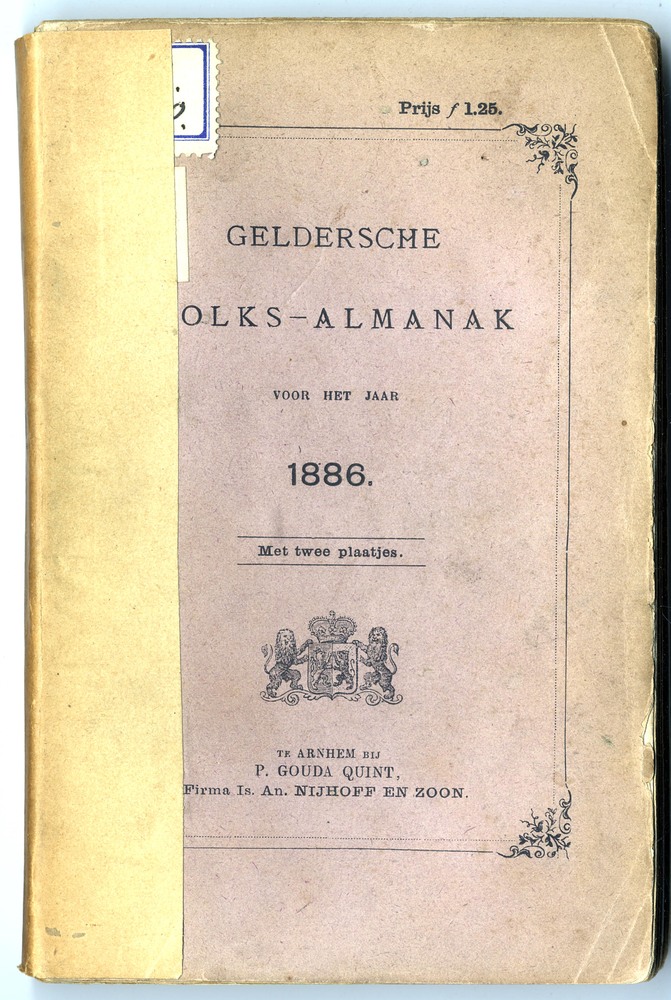 Prijs ƒ 1.25.
GELDERSCHE
OLKS-ALMANAK
VOOR HET JAAR
1886.
Met twee plaatjes.
TE ARNHEM BIJ
P. GOUDA QUINT,
Firma Is. An. NIJHOFF EN ZOON.